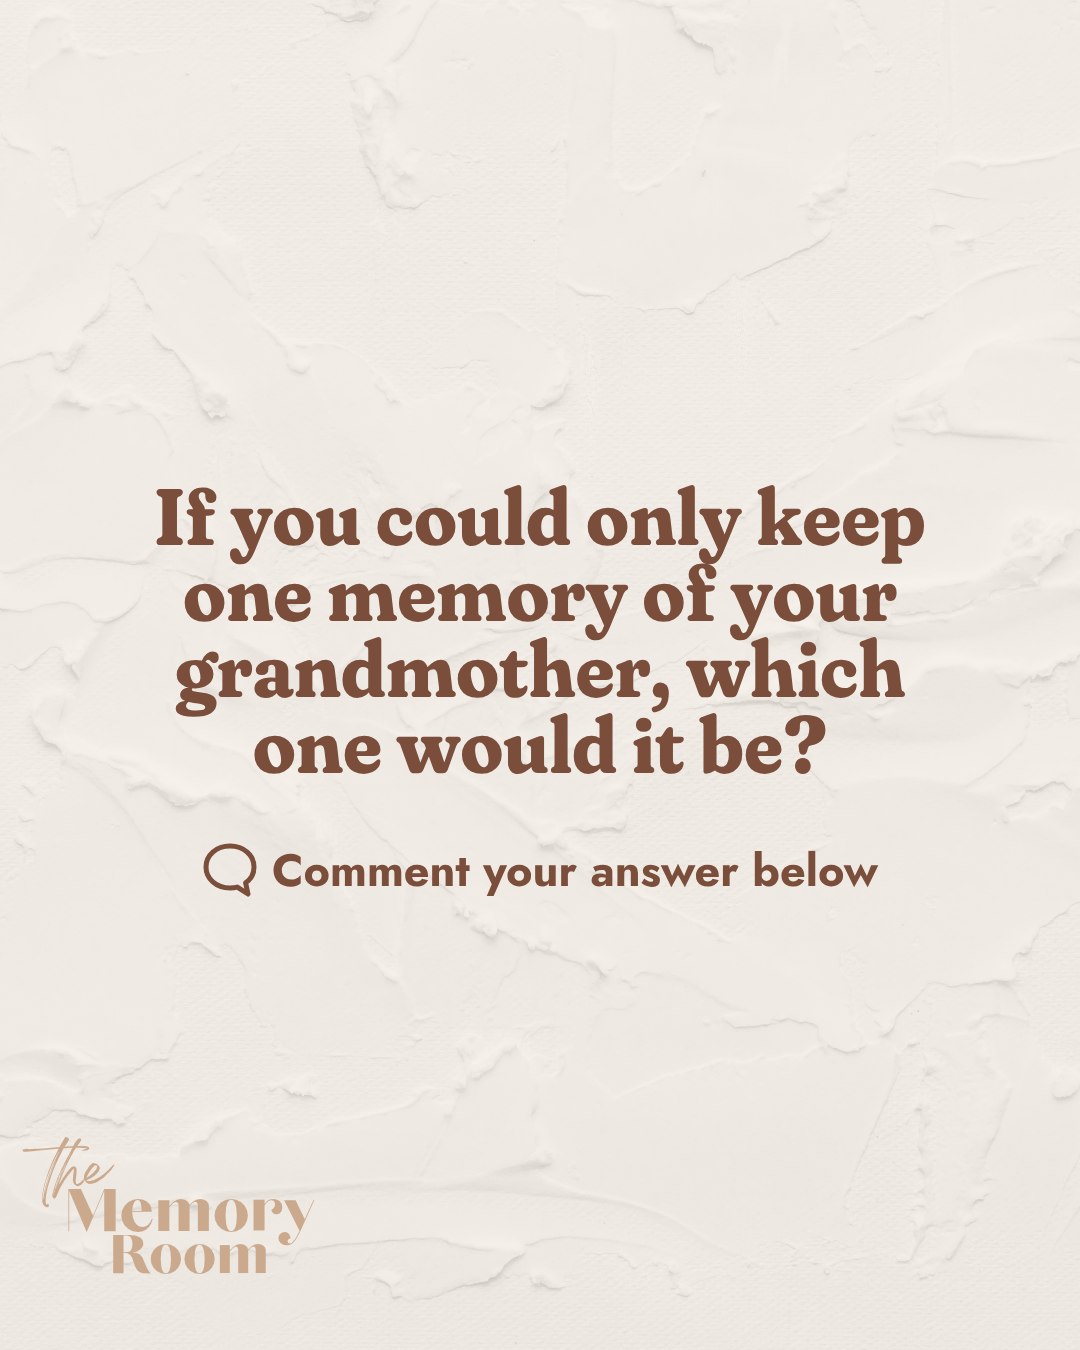 If you could only keep
one memory of your
grandmother, which
one would it be?
Comment your answer below
the
Memory
Room